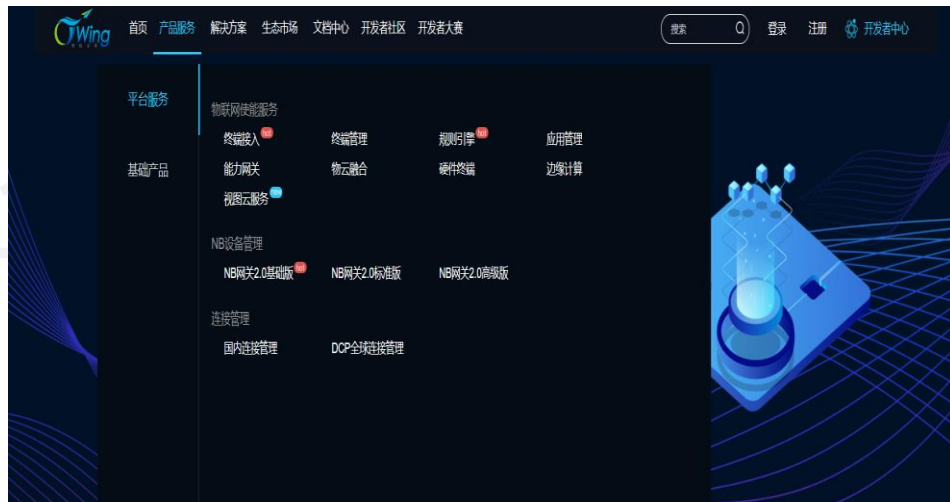 CTWing 首页 产品服务 解决方案 生态市场 文档中心 开发者社区 开发者大赛 搜索 登录 注册 开发者中心
平台服务
基础产品
物联网使能服务
终端接入 hot 终端管理 规则引擎 hot 应用管理
能力网关 物云融合 硬件终端 边缘计算
视图云服务 new
NB设备管理
NB网关2.0基础版 hot NB网关2.0标准版 NB网关2.0高级版
连接管理
国内连接管理 DCP全球连接管理